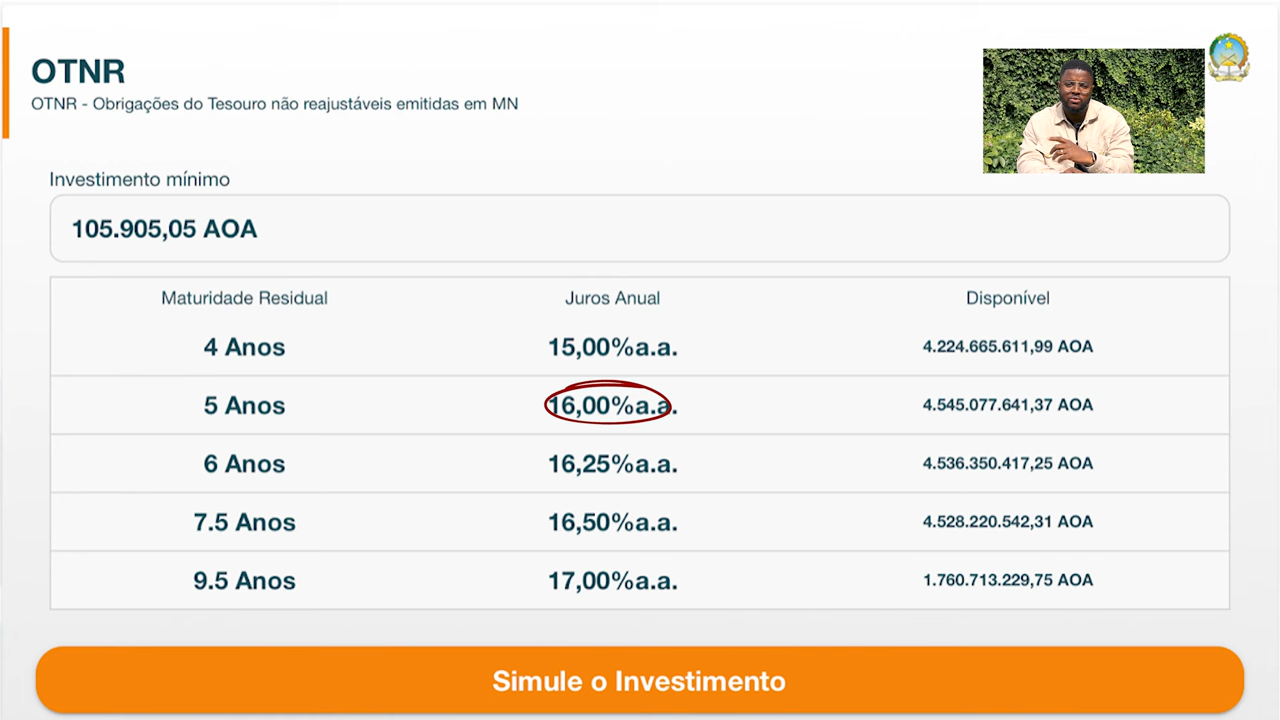 OTNR
OTNR - Obrigações do Tesouro não reajustáveis emitidas em MN
Investimento mínimo
105.905,05 AOA
Maturidade Residual Juros Anual Disponível
4 Anos 15,00%a.a. 4.224.665.611,99 AOA
5 Anos 16,00%a.a. 4.545.077.641,37 AOA
6 Anos 16,25%a.a. 4.536.350.417,25 AOA
7.5 Anos 16,50%a.a. 4.528.220.542,31 AOA
9.5 Anos 17,00%a.a. 1.760.713.229,75 AOA
Simule o Investimento